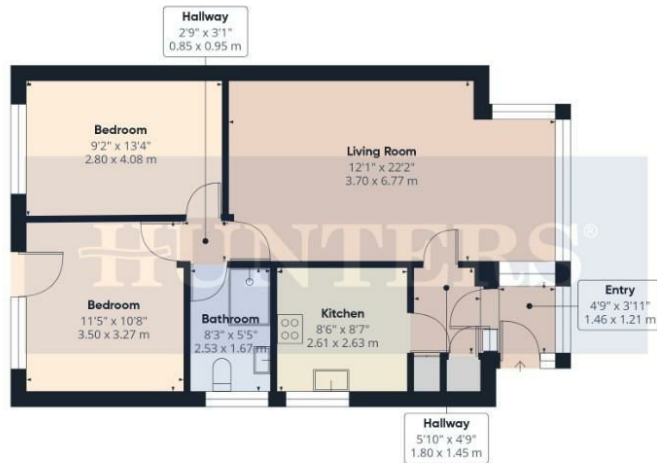 Hallway
2'9" x 3'1"
0.85 x 0.95 m
Bedroom
9'2" x 13'4"
2.80 x 4.08 m
Living Room
12'1" x 22'2"
3.70 x 6.77 m
HUNTERS®
Bedroom
11'5" x 10'8"
3.50 x 3.27 m
Bathroom
8'3" x 5'5"
2.53 x 1.67 m
Kitchen
8'6" x 8'7"
2.61 x 2.63 m
Entry
4'9" x 3'11"
1.46 x 1.21 m
Hallway
5'10" x 4'9"
1.80 x 1.45 m